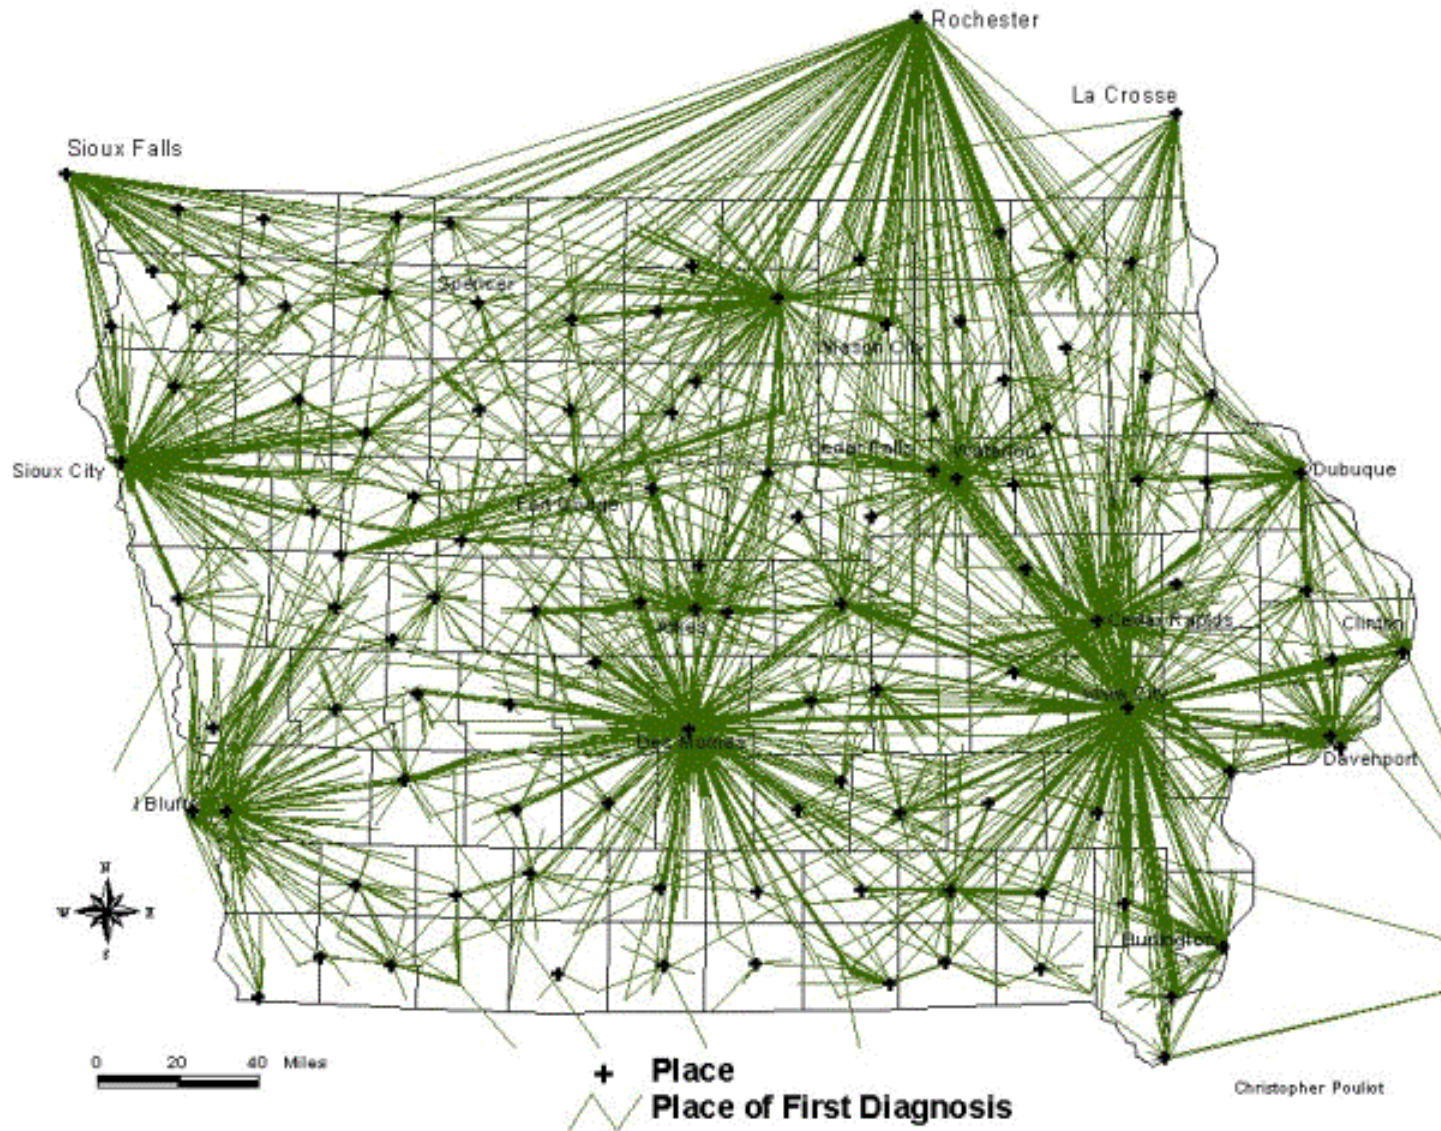 Rochester
La Crosse
Sioux Falls
Spencer
Mason City
Cedar Falls
Waterloo
Sioux City
Dubuque
Fort Dodge
Ames
Cedar Rapids
Clinton
Iowa City
Des Moines
Davenport
Bluffs
N
W E
S
Burlington
0 20 40 Miles
Place
Place of First Diagnosis
Christopher Pouliot